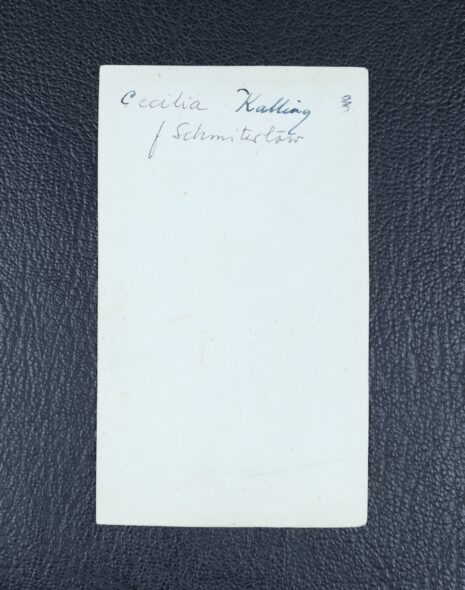 Cecilia Kalling
f Schmiterlöw